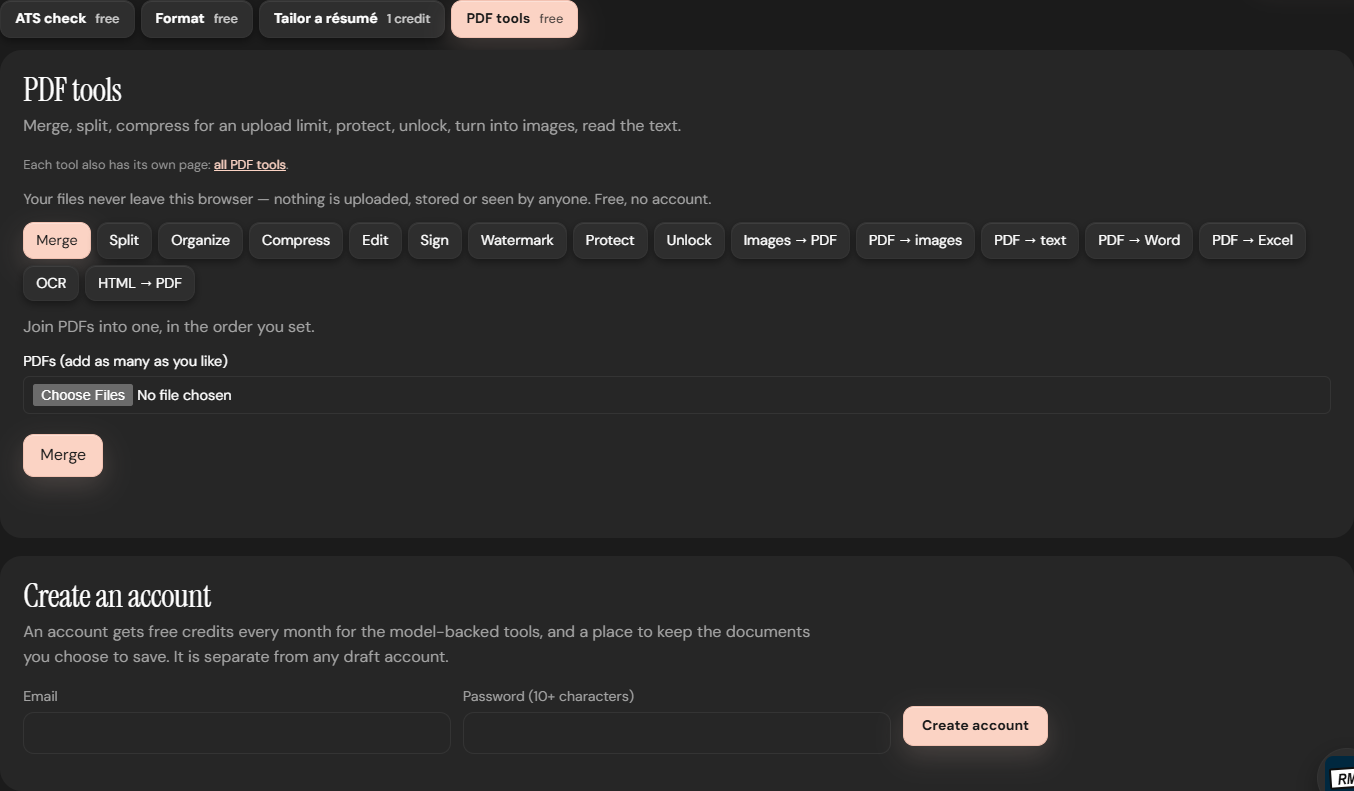 ATS check free Format free Tailor a résumé 1 credit PDF tools free
PDF tools
Merge, split, compress for an upload limit, protect, unlock, turn into images, read the text.
Each tool also has its own page: all PDF tools.
Your files never leave this browser — nothing is uploaded, stored or seen by anyone. Free, no account.
Merge Split Organize Compress Edit Sign Watermark Protect Unlock Images → PDF PDF → images PDF → text PDF → Word PDF → Excel
OCR HTML → PDF
Join PDFs into one, in the order you set.
PDFs (add as many as you like)
Choose Files No file chosen
Merge
Create an account
An account gets free credits every month for the model-backed tools, and a place to keep the documents
you choose to save. It is separate from any draft account.
Email Password (10+ characters)
Create account